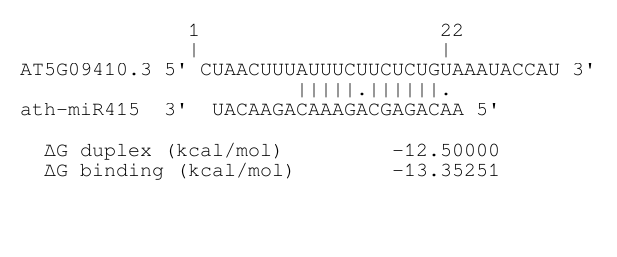 1 22
| |
AT5G09410.3 5' CUAACUUUAUUUCUUCUCUGUAAAUACCAU 3'
|||||.||||||.
ath-miR415 3' UACAAGACAAAGACGAGACAA 5'
ΔG duplex (kcal/mol) -12.50000
ΔG binding (kcal/mol) -13.35251